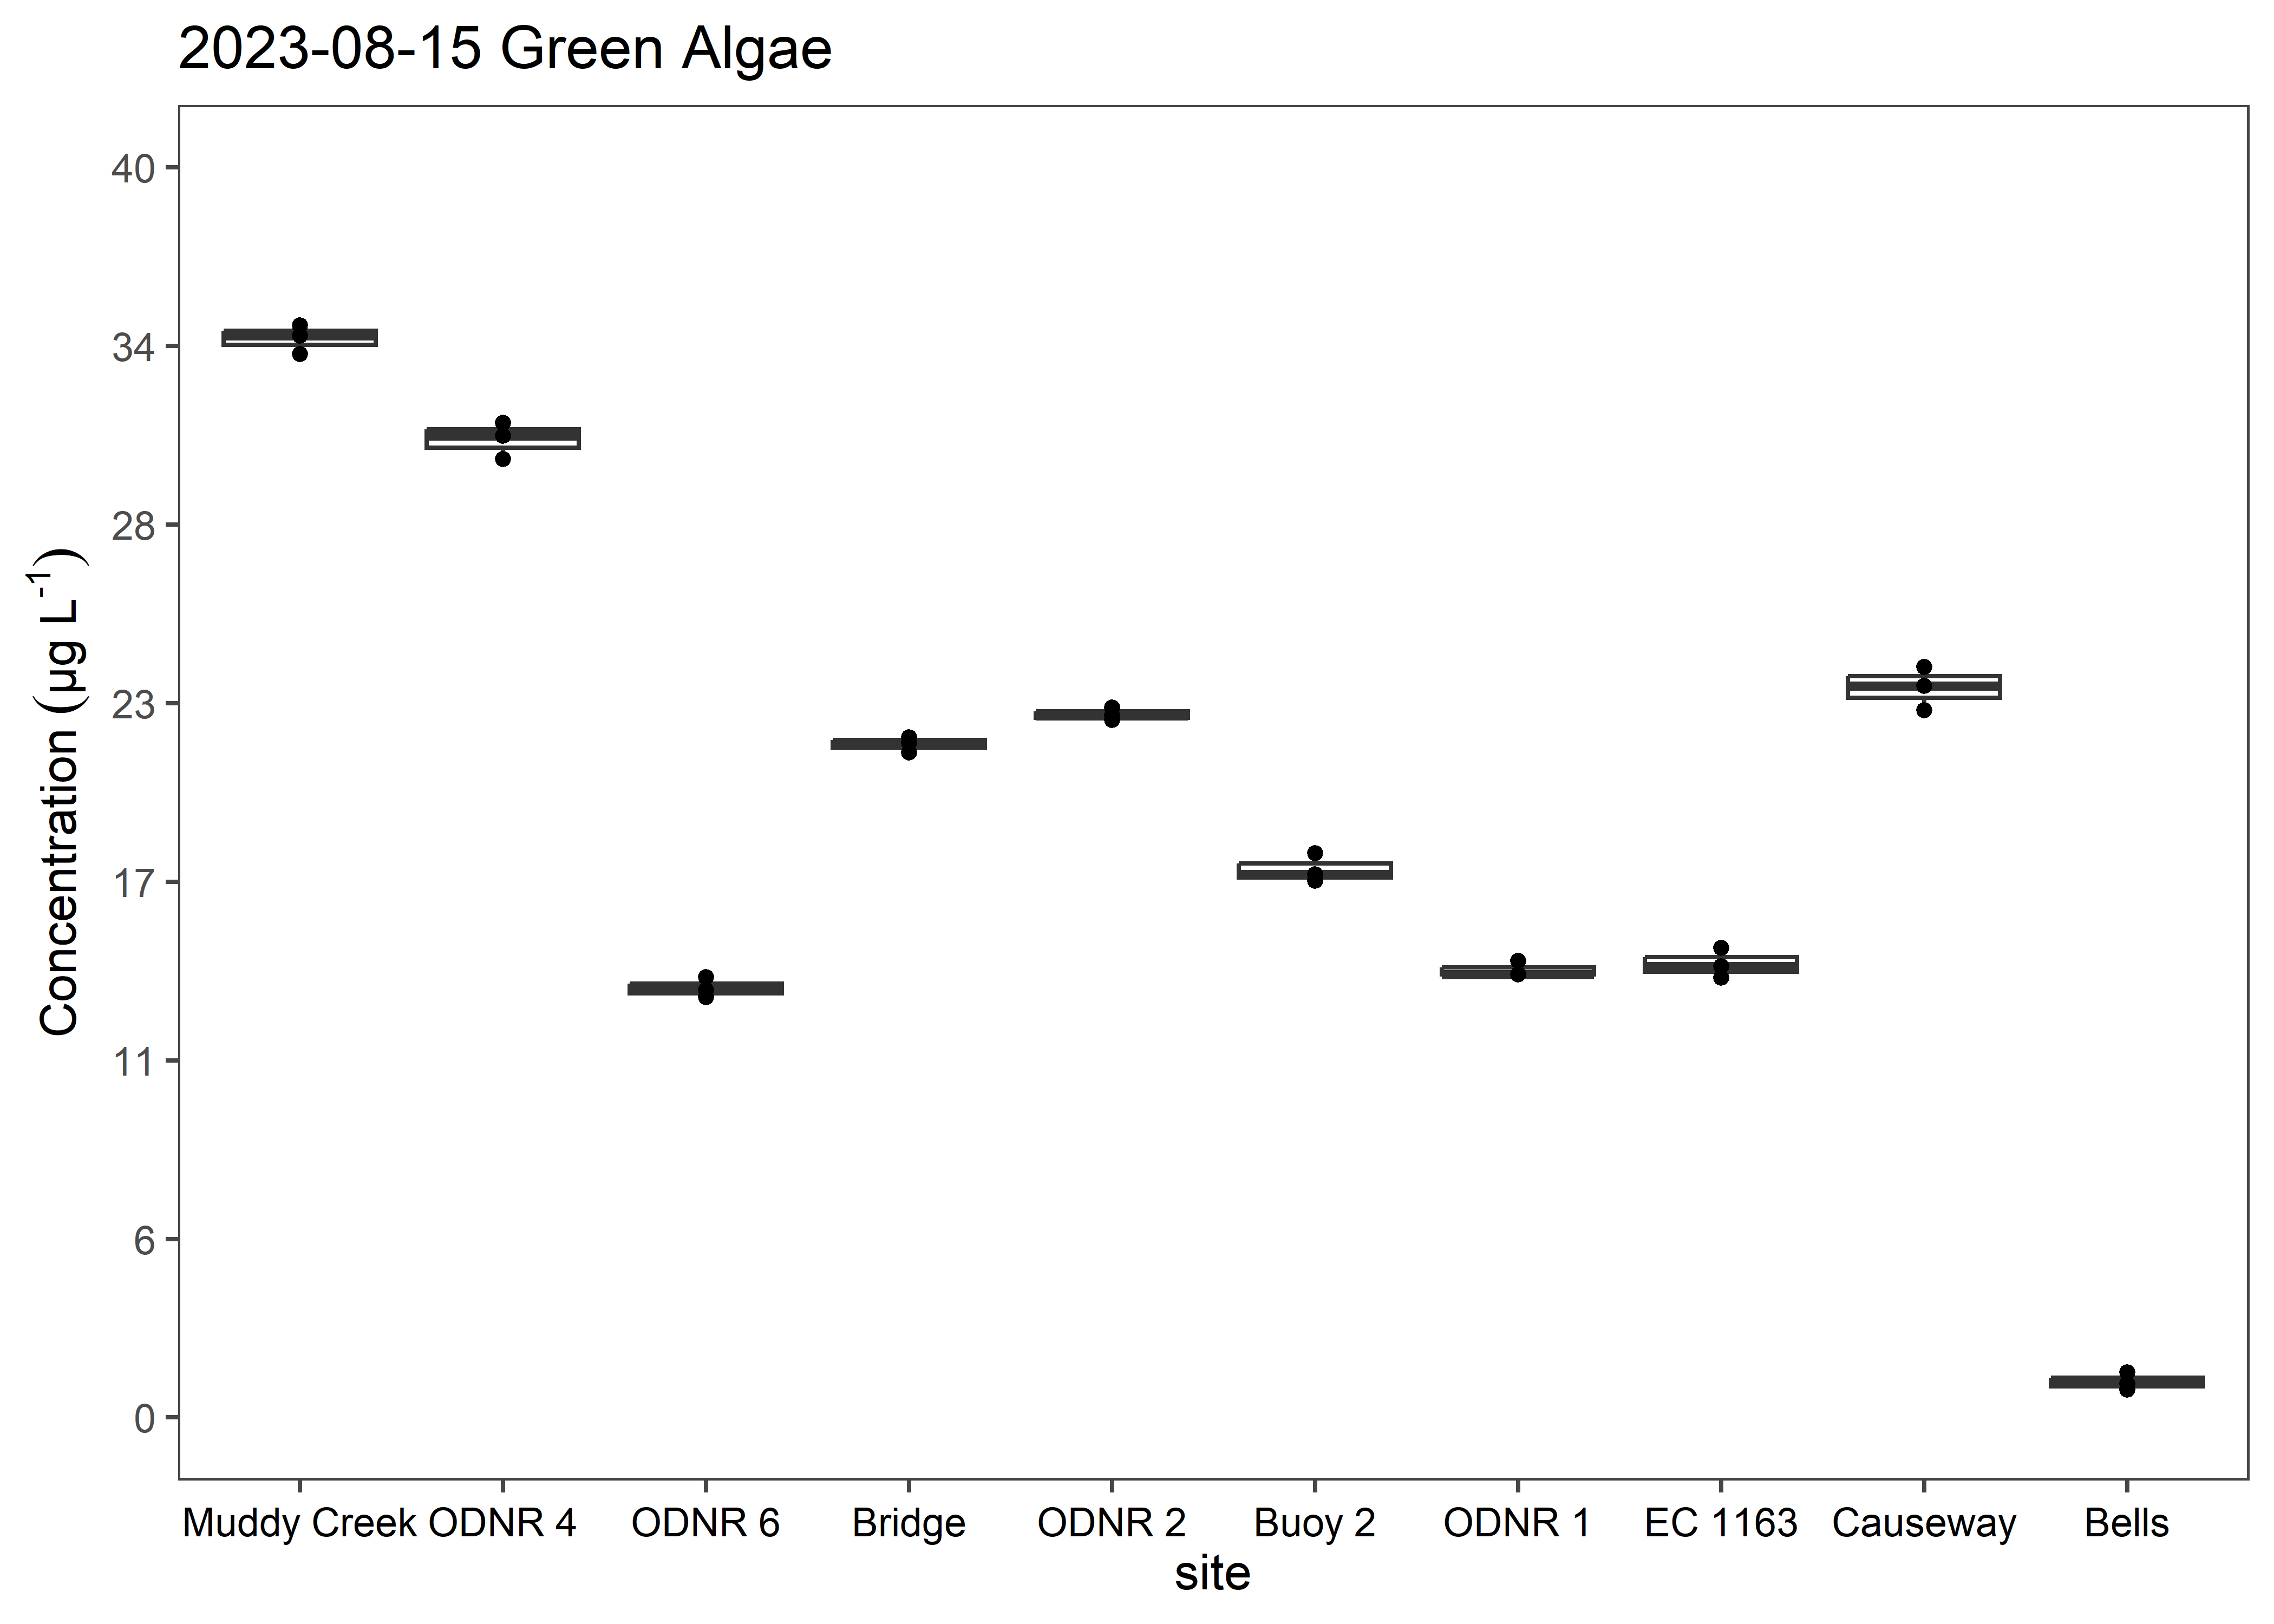 2023-08-15 Green Algae
Concentration (µg L⁻¹)
40
34
28
23
17
11
6
0
Muddy Creek ODNR 4 ODNR 6 Bridge ODNR 2 Buoy 2 ODNR 1 EC 1163 Causeway Bells
site